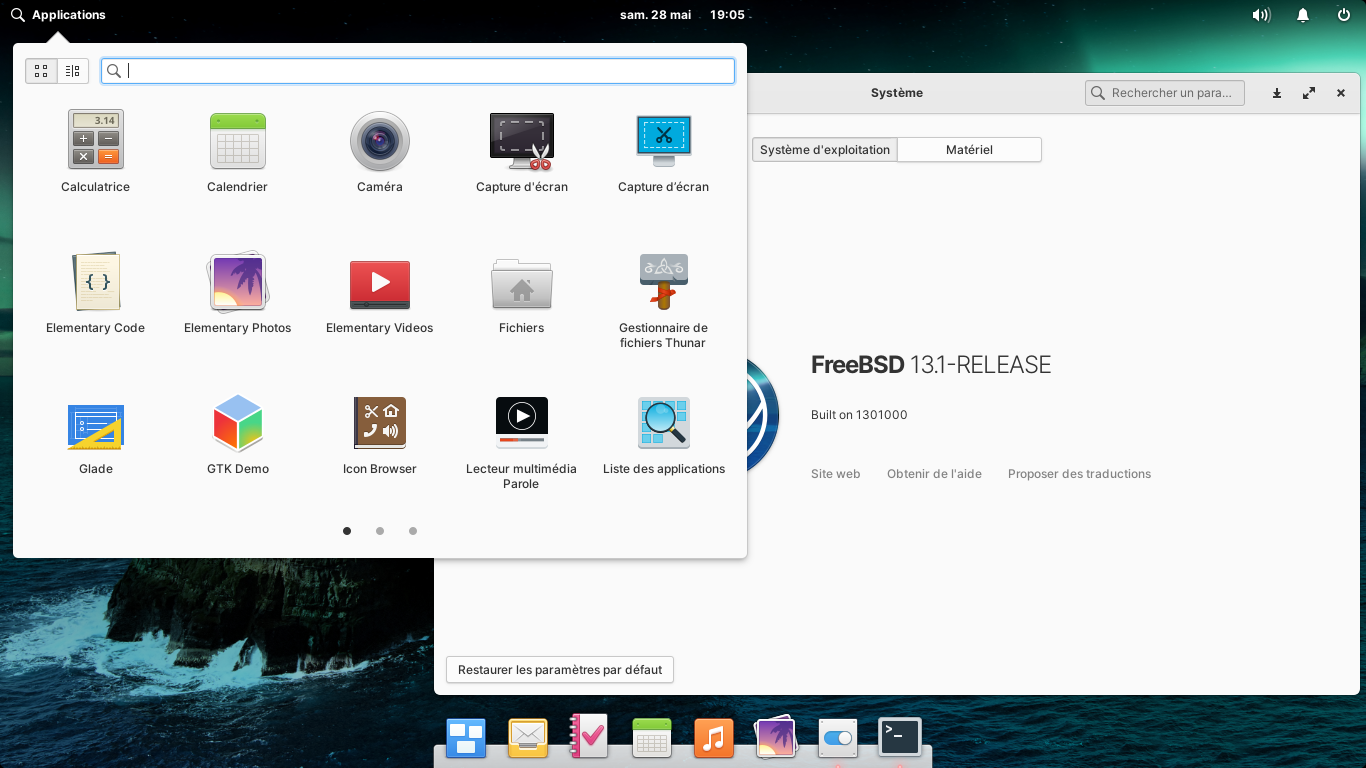 Applications
sam. 28 mai 19:05
Système
Rechercher un para...
3.14
Calculatrice
Calendrier
Caméra
Capture d'écran
Capture d’écran
Système d'exploitation
Matériel
Elementary Code
Elementary Photos
Elementary Videos
Fichiers
Gestionnaire de
fichiers Thunar
FreeBSD 13.1-RELEASE
Built on 1301000
Glade
GTK Demo
Icon Browser
Lecteur multimédia
Parole
Liste des applications
Site web
Obtenir de l'aide
Proposer des traductions
Restaurer les paramètres par défaut